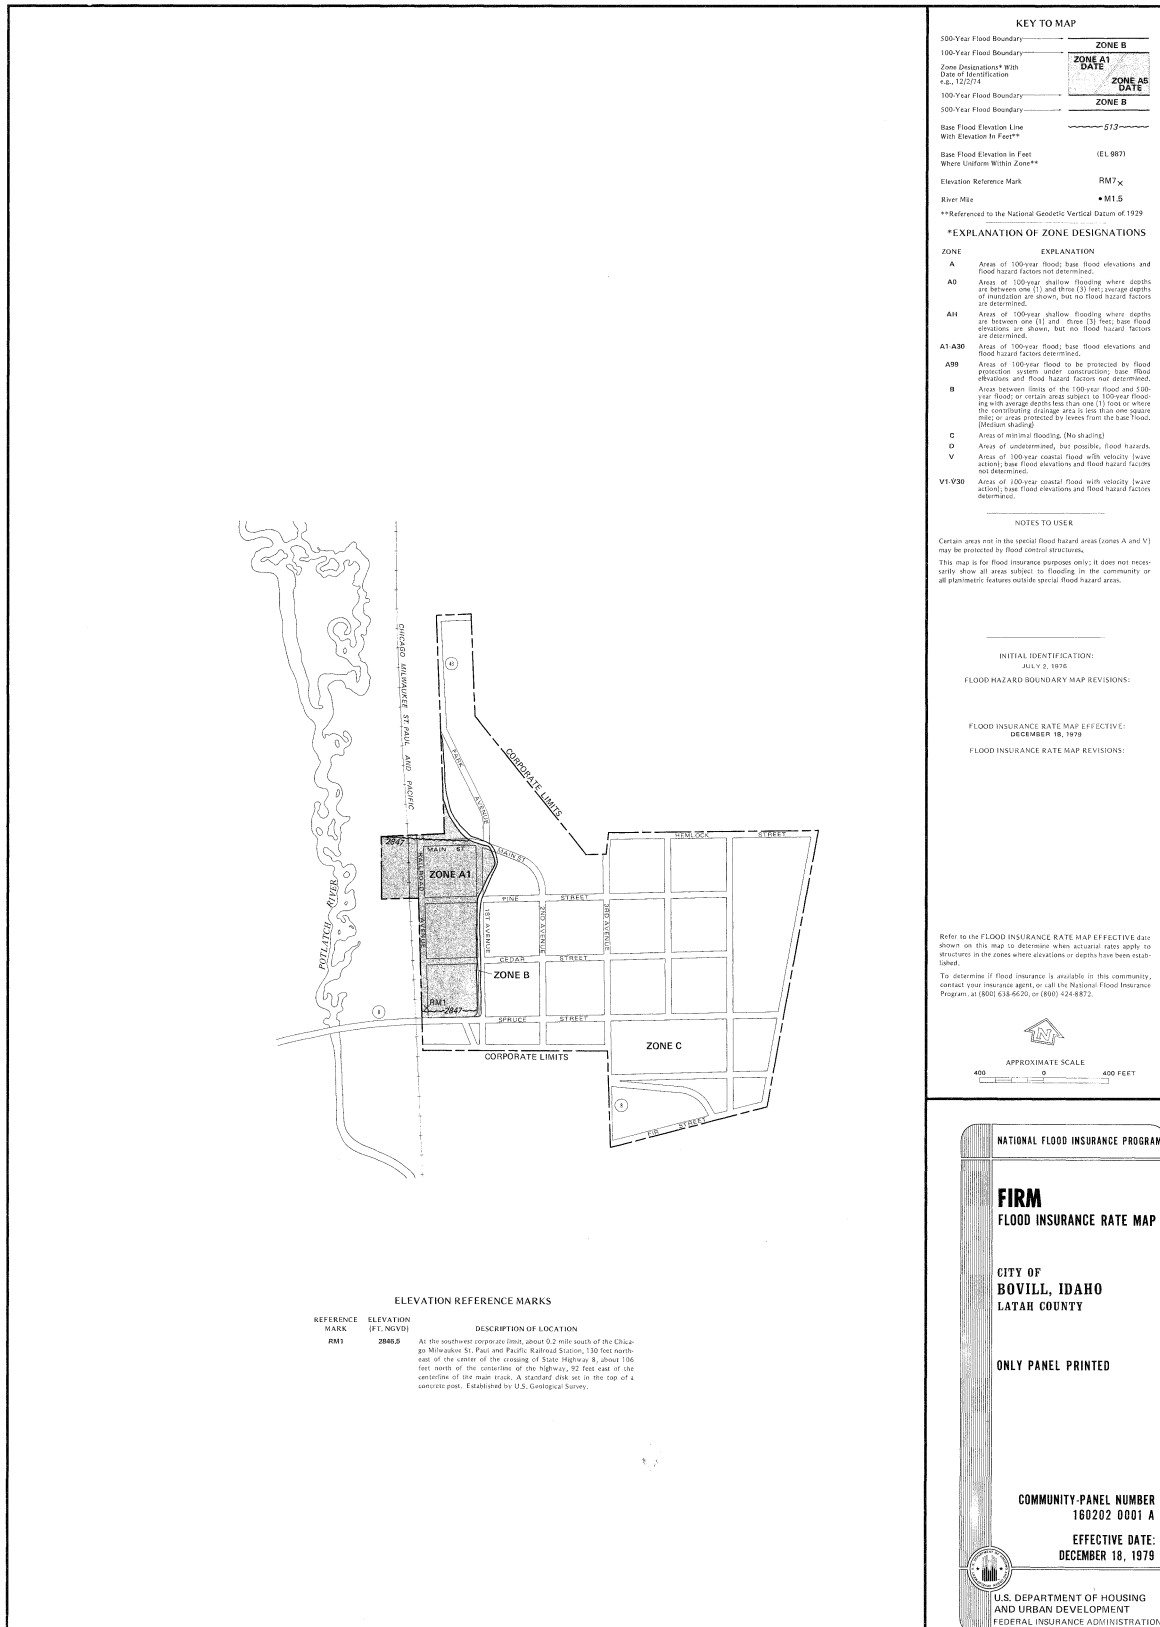 KEY TO MAP
500-Year Flood Boundary
ZONE B
100-Year Flood Boundary
ZONE A1
DATE
Zone Designations* With
Date of Identification
e.g., 12/2/74
ZONE A5
DATE
100-Year Flood Boundary
ZONE B
500-Year Flood Boundary
Base Flood Elevation Line
With Elevation In Feet**
513
Base Flood Elevation in Feet
Where Uniform Within Zone**
(EL 987)
Elevation Reference Mark
RM7
River Mile
M1.5
**Referenced to the National Geodetic Vertical Datum of 1929
*EXPLANATION OF ZONE DESIGNATIONS
ZONE EXPLANATION
A Areas of 100-year flood; base flood elevations and
flood hazard factors not determined.
A0 Areas of 100-year shallow flooding where depths
are between one (1) and three (3) feet; average depths
of inundation are shown, but no flood hazard factors
are determined.
AH Areas of 100-year shallow flooding where depths
are between one (1) and three (3) feet; base flood
elevations are shown, but no flood hazard factors
are determined.
A1-A30 Areas of 100-year flood; base flood elevations and
flood hazard factors determined.
A99 Areas of 100-year flood to be protected by flood
protection system under construction; base flood
elevations and flood hazard factors not determined.
B Areas between limits of the 100-year flood and 500-
year flood; or certain areas subject to 100-year flood-
ing with average depths less than one (1) foot or where
the contributing drainage area is less than one square
mile; or areas protected by levees from the base flood.
(Medium shading)
C Areas of minimal flooding. (No shading)
D Areas of undetermined, but possible, flood hazards.
V Areas of 100-year coastal flood with velocity (wave
action); base flood elevations and flood hazard factors
not determined.
V1-V30 Areas of 100-year coastal flood with velocity (wave
action); base flood elevations and flood hazard factors
determined.
NOTES TO USER
Certain areas not in the special flood hazard areas (zones A and V)
may be protected by flood control structures.
This map is for flood insurance purposes only; it does not neces-
sarily show all areas subject to flooding in the community or
all planimetric features outside special flood hazard areas.
INITIAL IDENTIFICATION:
JULY 2, 1976
FLOOD HAZARD BOUNDARY MAP REVISIONS:
FLOOD INSURANCE RATE MAP EFFECTIVE:
DECEMBER 18, 1979
FLOOD INSURANCE RATE MAP REVISIONS:
Refer to the FLOOD INSURANCE RATE MAP EFFECTIVE date
shown on this map to determine when actuarial rates apply to
structures in the zones where elevations or depths have been estab-
lished.
To determine if flood insurance is available in this community,
contact your insurance agent, or call the National Flood Insurance
Program, at (800) 638-6620, or (800) 424-8872.
N
APPROXIMATE SCALE
400 0 400 FEET
CHICAGO MILWAUKEE ST. PAUL AND PACIFIC
PARK AVENUE
CORPORATE LIMITS
HEMLOCK STREET
2847
MAIN ST.
MAIN ST.
RAILROAD AVENUE
ZONE A1
PINE STREET
1ST AVENUE
2ND AVENUE
3RD AVENUE
POTLATCH RIVER
CEDAR STREET
ZONE B
RM1
2847
8
SPRUCE STREET
CORPORATE LIMITS
ZONE C
8
FIR STREET
ELEVATION REFERENCE MARKS
REFERENCE MARK
ELEVATION (FT. NGVD)
DESCRIPTION OF LOCATION
RM1 2846.5 At the southwest corporate limit, about 0.2 mile south of the Chica-
go Milwaukee St. Paul and Pacific Railroad Station, 130 feet north-
east of the center of the crossing of State Highway 8, about 106
feet north of the centerline of the highway, 92 feet east of the
centerline of the main track. A standard disk set in the top of a
concrete post. Established by U.S. Geological Survey.
NATIONAL FLOOD INSURANCE PROGRAM
FIRM
FLOOD INSURANCE RATE MAP
CITY OF
BOVILL, IDAHO
LATAH COUNTY
ONLY PANEL PRINTED
COMMUNITY-PANEL NUMBER
160202 0001 A
EFFECTIVE DATE:
DECEMBER 18, 1979
U.S. DEPARTMENT OF HOUSING
AND URBAN DEVELOPMENT
FEDERAL INSURANCE ADMINISTRATION